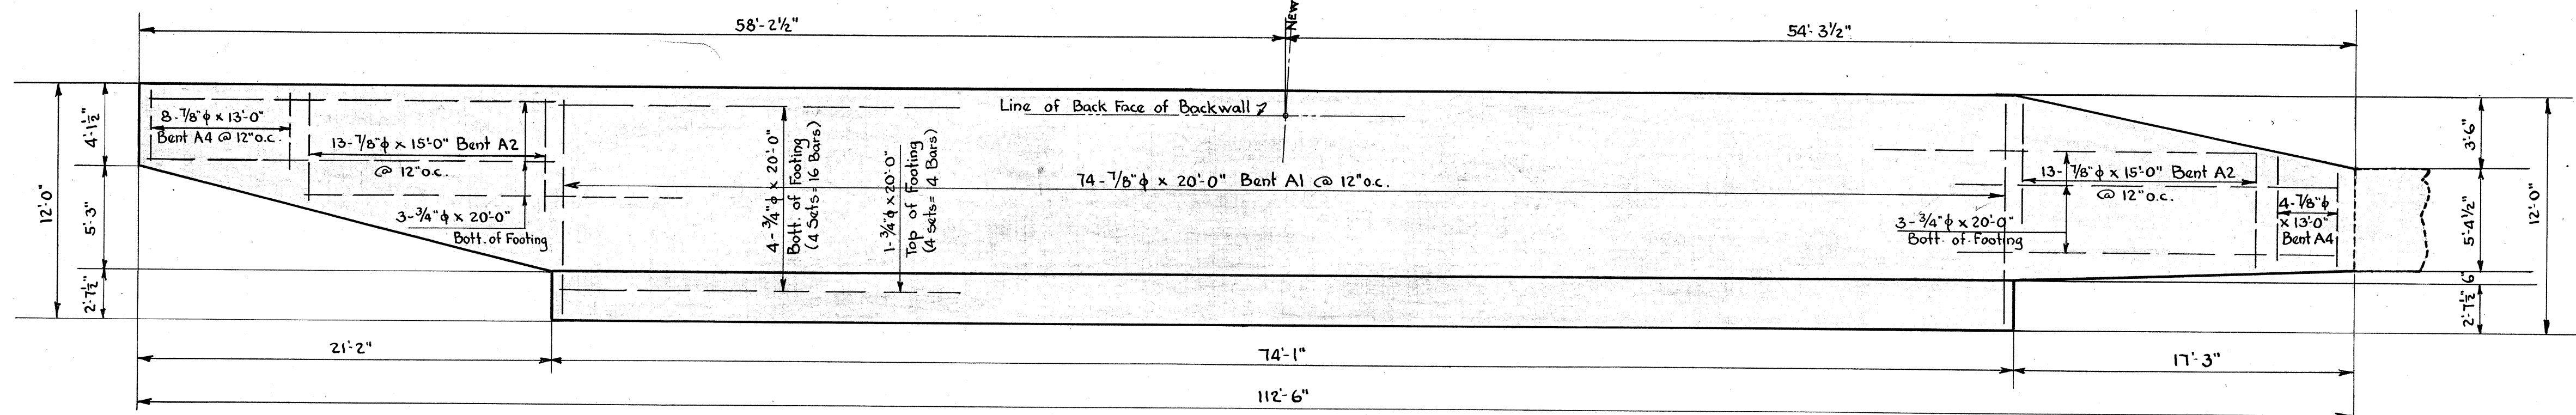 58'-2½"
New
54'-3½"
Line of Back Face of Backwall
12'-0"
4'-1½"
5'-3"
2'-7½"
8-7/8"ϕ x 13'-0"
Bent A4 @ 12"o.c.
13-7/8"ϕ x 15'-0" Bent A2
@ 12"o.c.
3-3/4"ϕ x 20'-0"
Bott. of Footing
4-3/4"ϕ x 20'-0"
Bott. of Footing
(4 Sets = 16 Bars)
1-3/4"ϕ x 20'-0"
Top of Footing
(4 sets = 4 Bars)
74-7/8"ϕ x 20'-0" Bent A1 @ 12"o.c.
13-7/8"ϕ x 15'-0" Bent A2
@ 12"o.c.
3-3/4"ϕ x 20'-0"
Bott. of Footing
4-7/8"ϕ
x 13'-0"
Bent A4
3'-6"
5'-4½"
6"
2'-7½"
12'-0"
21'-2"
74'-1"
17'-3"
112'-6"